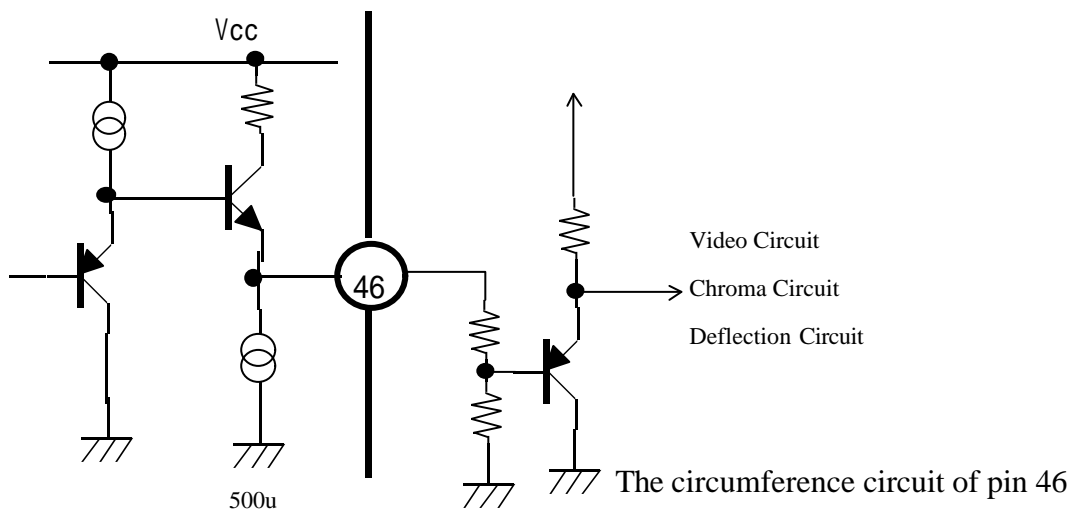 Vcc
46
Video Circuit
Chroma Circuit
Deflection Circuit
500u
The circumference circuit of pin 46